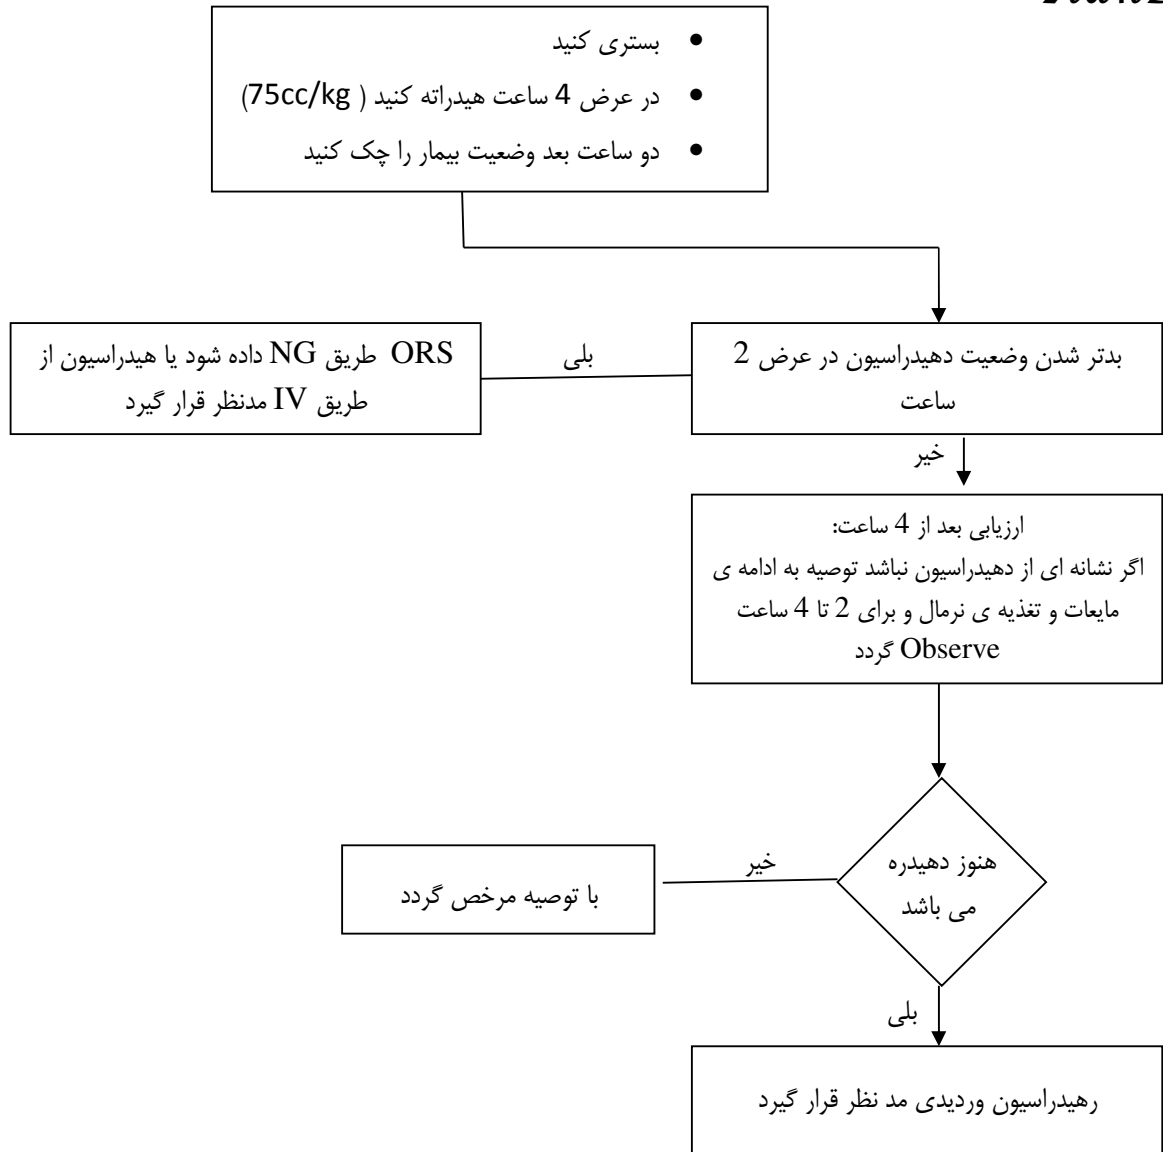 • بستری کنید
• در عرض 4 ساعت هیدراته کنید ( 75cc/kg)
• دو ساعت بعد وضعیت بیمار را چک کنید
بدتر شدن وضعیت دهیدراسیون در عرض 2
ساعت
بلی
ORS طریق NG داده شود یا هیدراسیون از
طریق IV مدنظر قرار گیرد
خیر
ارزیابی بعد از 4 ساعت:
اگر نشانه ای از دهیدراسیون نباشد توصیه به ادامه ی
مایعات و تغذیه ی نرمال و برای 2 تا 4 ساعت
Observe گردد
هنوز دهیدره
می باشد
خیر
با توصیه مرخص گردد
بلی
رهیدراسیون وردیدی مد نظر قرار گیرد